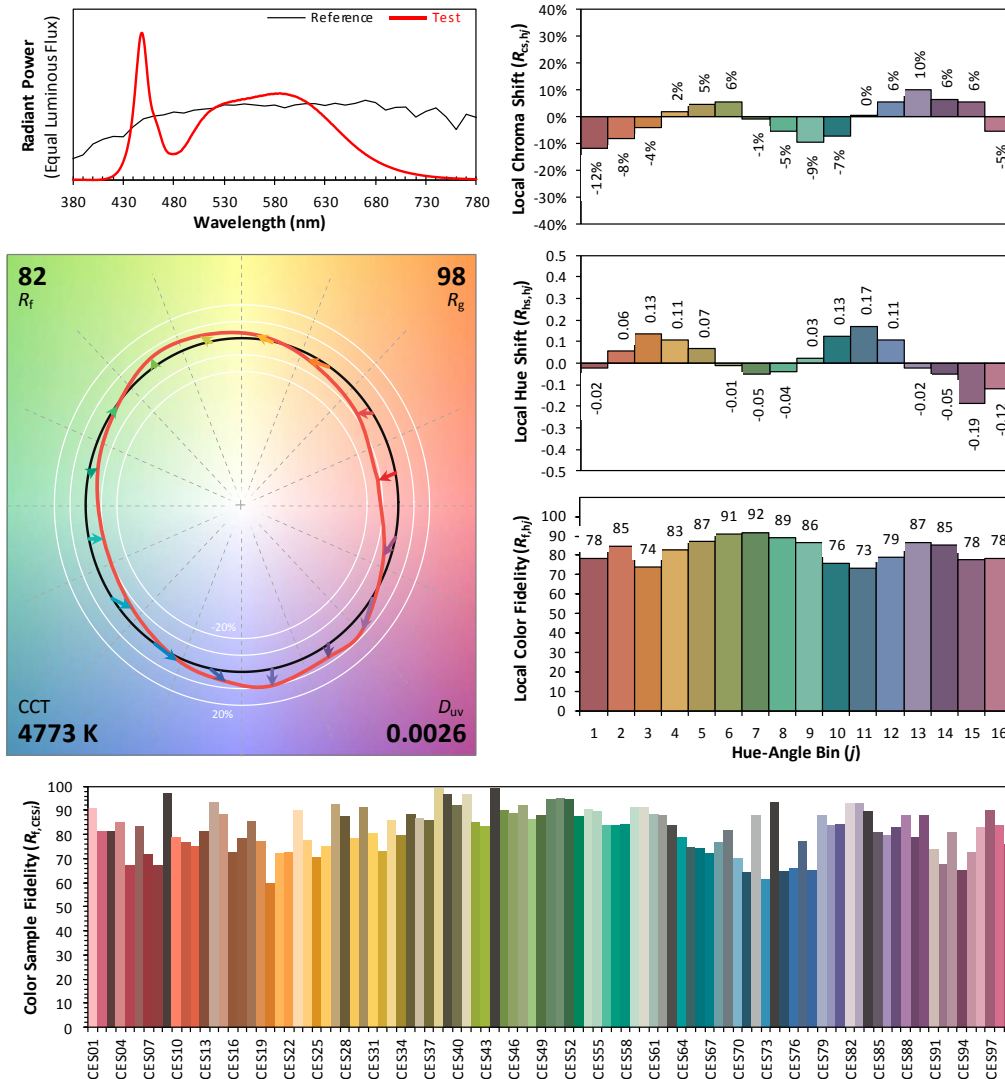 Reference Test
Radiant Power
(Equal Luminous Flux)
380 430 480 530 580 630 680 730 780
Wavelength (nm)
Local Chroma Shift (Rcs,hj)
40%
30%
20%
10%
0%
-10%
-20%
-30%
-40%
-12% -8% -4% 2% 5% 6% -1% -5% -9% -7% 0% 6% 10% 6% 6% -5%
82
Rf
98
Rg
-20%
20%
CCT
4773 K
Duv
0.0026
Local Hue Shift (Rhs,hj)
0.5
0.4
0.3
0.2
0.1
0.0
-0.1
-0.2
-0.3
-0.4
-0.5
-0.02 0.06 0.13 0.11 0.07 -0.01 -0.05 -0.04 0.03 0.13 0.17 0.11 -0.02 -0.05 -0.19 -0.12
Local Color Fidelity (Rf,hj)
100
90
80
70
60
50
40
30
20
10
0
78 85 74 83 87 91 92 89 86 76 73 79 87 85 78 78
1 2 3 4 5 6 7 8 9 10 11 12 13 14 15 16
Hue-Angle Bin (j)
Color Sample Fidelity (Rf,CESi)
100
90
80
70
60
50
40
30
20
10
0
CES01 CES04 CES07 CES10 CES13 CES16 CES19 CES22 CES25 CES28 CES31 CES34 CES37 CES40 CES43 CES46 CES49 CES52 CES55 CES58 CES61 CES64 CES67 CES70 CES73 CES76 CES79 CES82 CES85 CES88 CES91 CES94 CES97